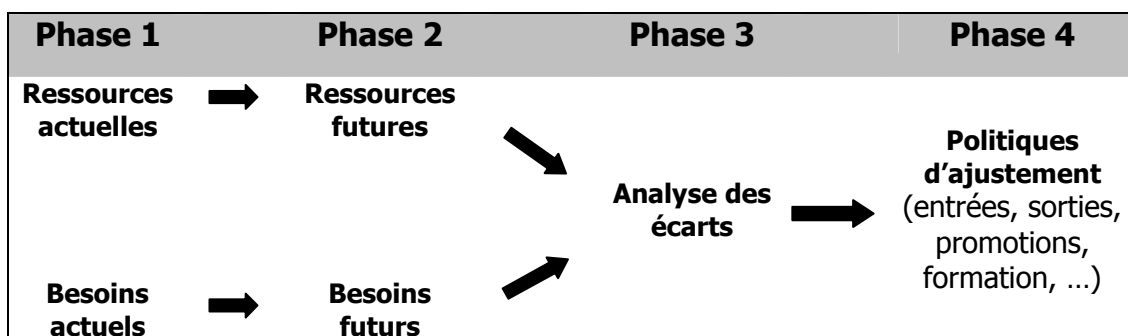 Phase 1 Phase 2 Phase 3 Phase 4
Ressources
actuelles
Ressources
futures
Analyse des
écarts
Politiques
d’ajustement
(entrées, sorties,
promotions,
formation, …)
Besoins
actuels
Besoins
futurs